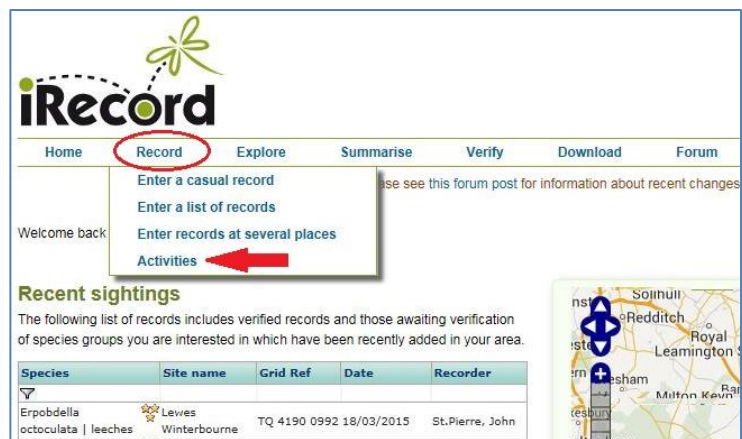 iRecord
Home Record Explore Summarise Verify Download Forum
Enter a casual record
ase see this forum post for information about recent changes
Enter a list of records
Welcome back
Enter records at several places
Activities
Recent sightings
The following list of records includes verified records and those awaiting verification
of species groups you are interested in which have been recently added in your area.
Species Site name Grid Ref Date Recorder
Erpobdella octoculata | leeches Lewes Winterbourne TQ 4190 0992 18/03/2015 St.Pierre, John
Solihull
Redditch
Royal
Leamington
esham
Milton Keyn